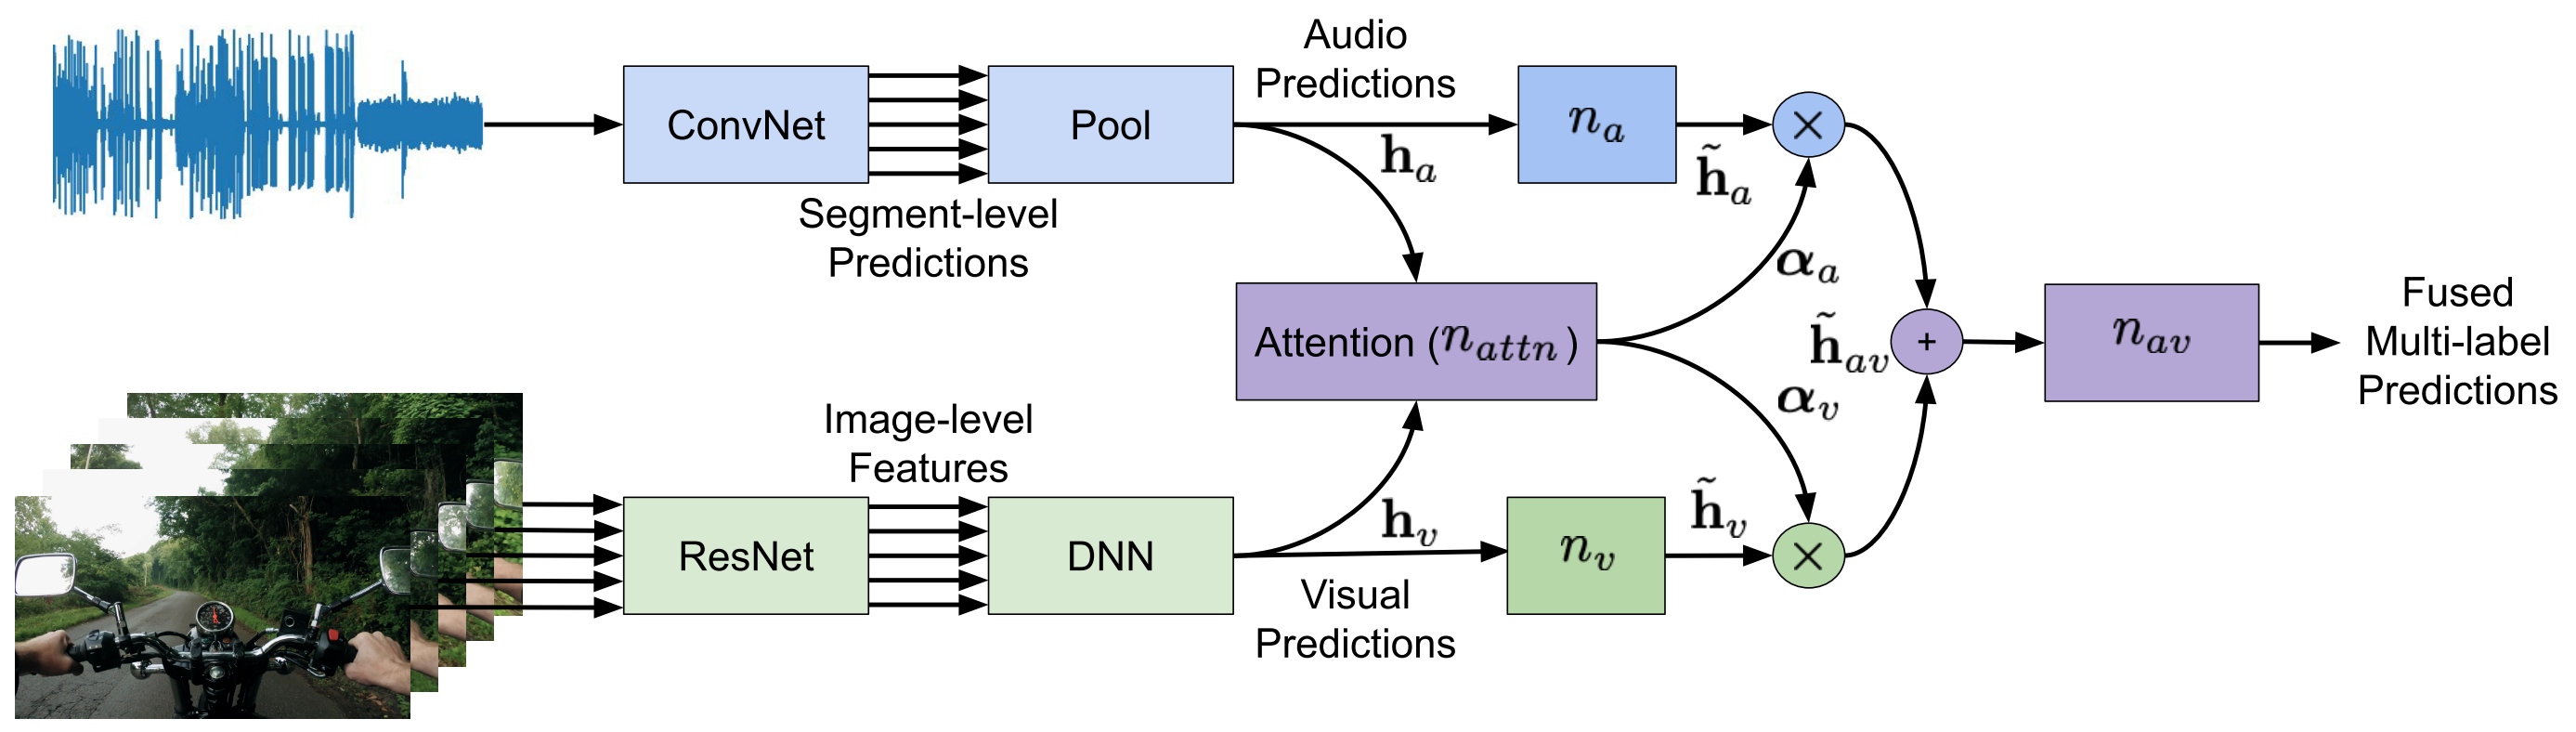 Audio
Predictions
ConvNet
Pool
n_a
×
h_a
h̃_a
Segment-level
Predictions
α_a
Attention (n_attn)
h̃_av
+
n_av
Fused
Multi-label
Predictions
α_v
Image-level
Features
h_v
h̃_v
ResNet
DNN
n_v
×
Visual
Predictions